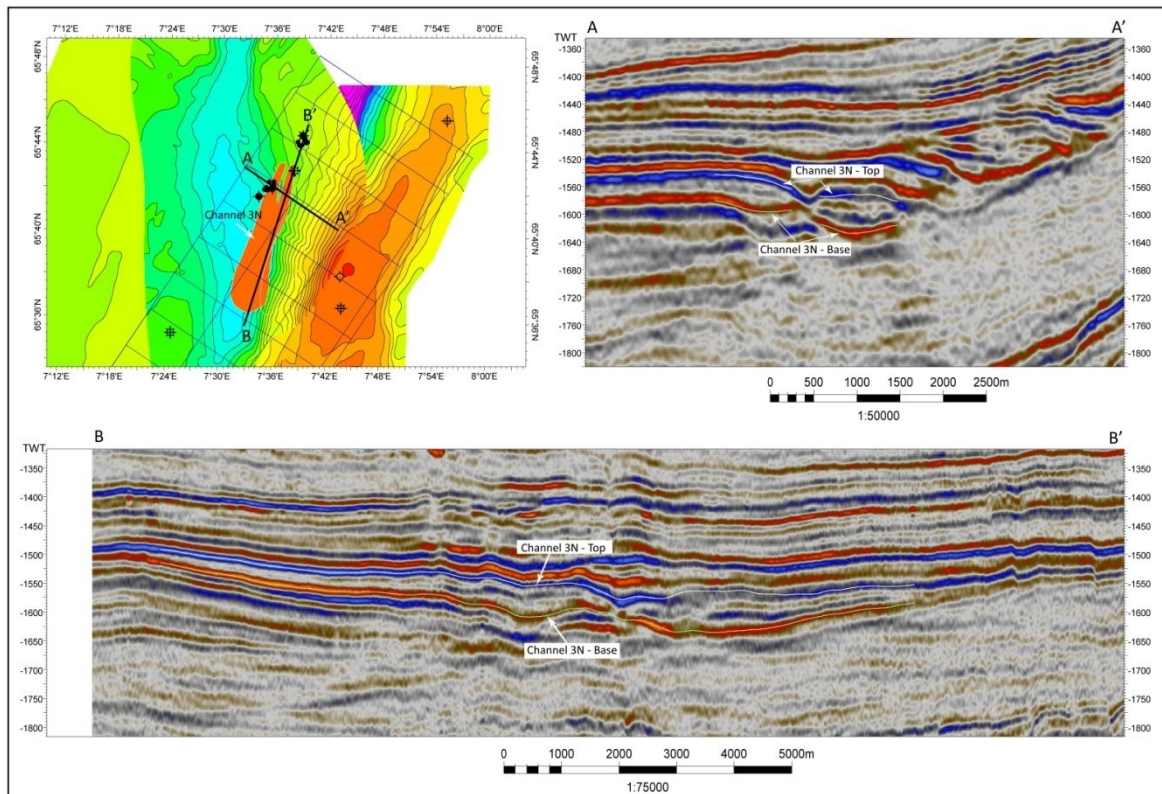 7°12'E 7°18'E 7°24'E 7°30'E 7°36'E 7°42'E 7°48'E 7°54'E 8°00'E
65°48'N
65°48'N
65°44'N
65°44'N
65°40'N
65°40'N
65°36'N
65°36'N
B'
A
Channel 3N
A'
B
7°12'E 7°18'E 7°24'E 7°30'E 7°36'E 7°42'E 7°48'E 7°54'E 8°00'E
A
A'
TWT
-1360 -1360
-1400 -1400
-1440 -1440
-1480 -1480
-1520 -1520
-1560 -1560
-1600 -1600
-1640 -1640
-1680 -1680
-1720 -1720
-1760 -1760
-1800 -1800
Channel 3N - Top
Channel 3N - Base
0 500 1000 1500 2000 2500m
1:50000
B
B'
TWT
-1350 -1350
-1400 -1400
-1450 -1450
-1500 -1500
-1550 -1550
-1600 -1600
-1650 -1650
-1700 -1700
-1750 -1750
-1800 -1800
Channel 3N - Top
Channel 3N - Base
0 1000 2000 3000 4000 5000m
1:75000